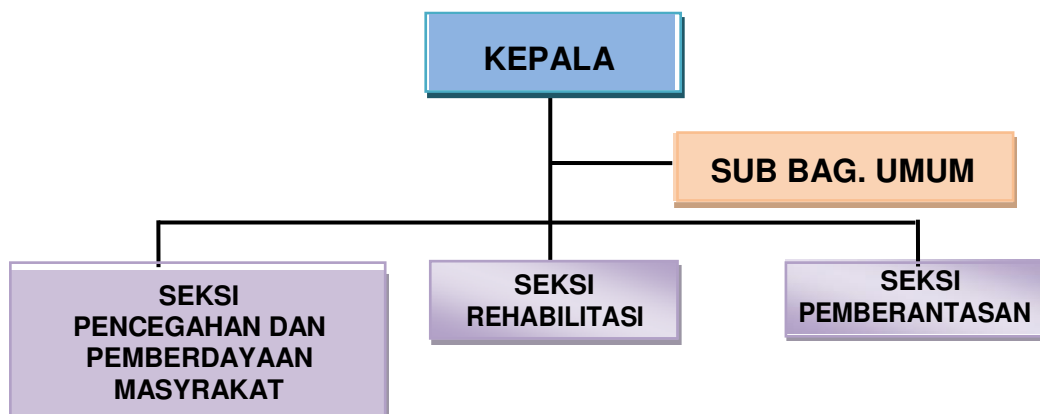 KEPALA
SUB BAG. UMUM
SEKSI
PENCEGAHAN DAN
PEMBERDAYAAN
MASYRAKAT
SEKSI
REHABILITASI
SEKSI
PEMBERANTASAN